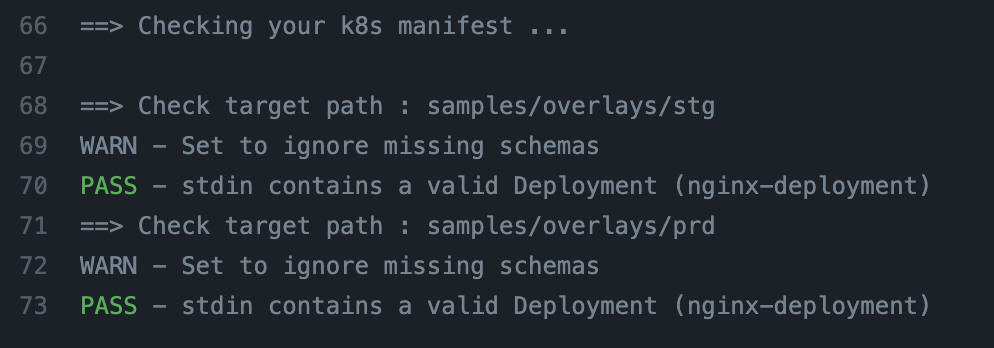 66 ==> Checking your k8s manifest ...
67
68 ==> Check target path : samples/overlays/stg
69 WARN - Set to ignore missing schemas
70 PASS - stdin contains a valid Deployment (nginx-deployment)
71 ==> Check target path : samples/overlays/prd
72 WARN - Set to ignore missing schemas
73 PASS - stdin contains a valid Deployment (nginx-deployment)